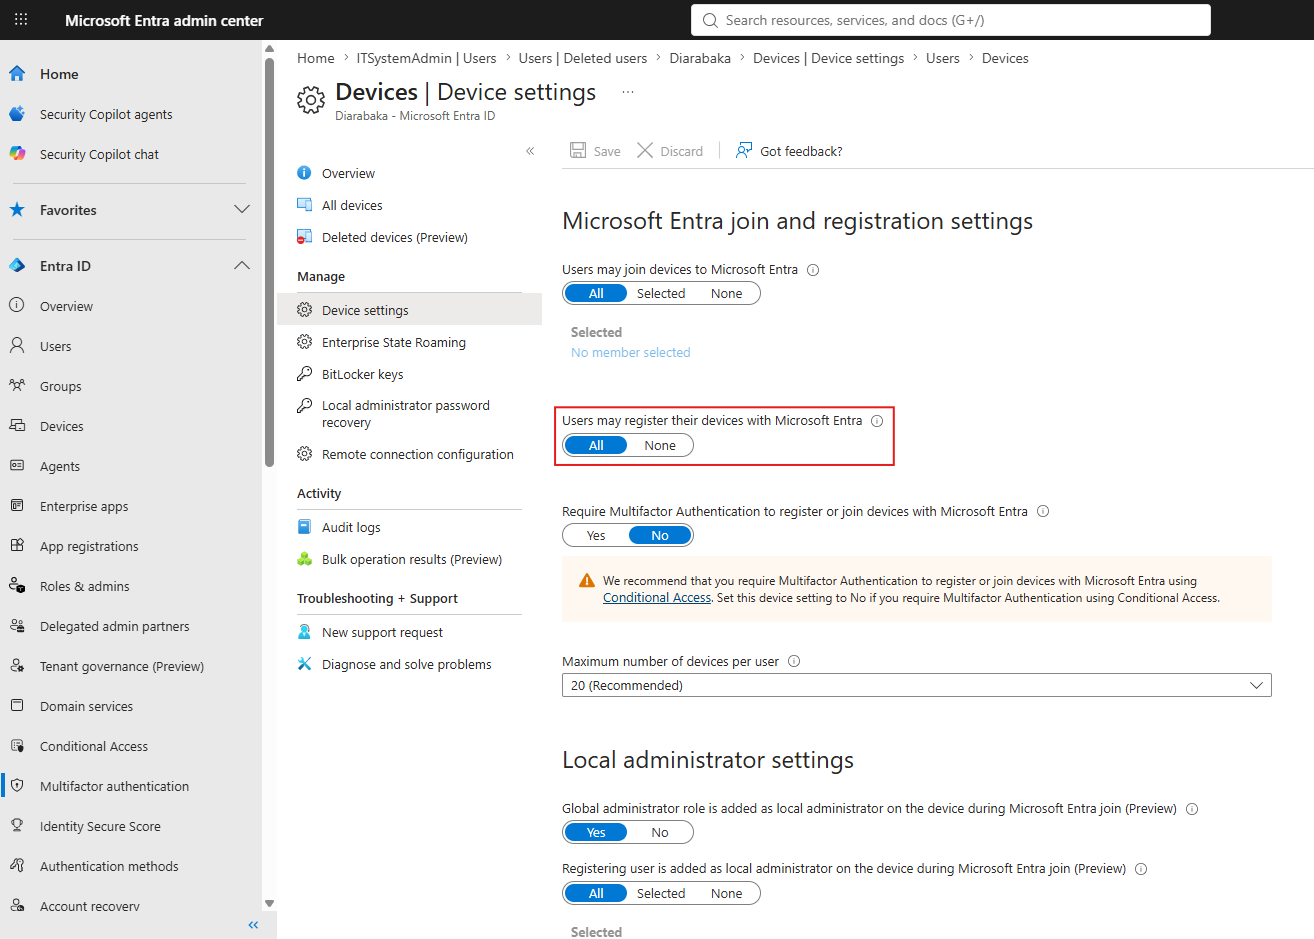 Microsoft Entra admin center
Search resources, services, and docs (G+/)
Home
Security Copilot agents
Security Copilot chat
Favorites
Entra ID
Overview
Users
Groups
Devices
Agents
Enterprise apps
App registrations
Roles & admins
Delegated admin partners
Tenant governance (Preview)
Domain services
Conditional Access
Multifactor authentication
Identity Secure Score
Authentication methods
Account recovery
Home > ITSystemAdmin | Users > Users | Deleted users > Diarabaka > Devices | Device settings > Users > Devices
Devices | Device settings ...
Diarabaka - Microsoft Entra ID
Overview
All devices
Deleted devices (Preview)
Manage
Device settings
Enterprise State Roaming
BitLocker keys
Local administrator password
recovery
Remote connection configuration
Activity
Audit logs
Bulk operation results (Preview)
Troubleshooting + Support
New support request
Diagnose and solve problems
Save Discard Got feedback?
Microsoft Entra join and registration settings
Users may join devices to Microsoft Entra
All Selected None
Selected
No member selected
Users may register their devices with Microsoft Entra
All None
Require Multifactor Authentication to register or join devices with Microsoft Entra
Yes No
We recommend that you require Multifactor Authentication to register or join devices with Microsoft Entra using
Conditional Access. Set this device setting to No if you require Multifactor Authentication using Conditional Access.
Maximum number of devices per user
20 (Recommended)
Local administrator settings
Global administrator role is added as local administrator on the device during Microsoft Entra join (Preview)
Yes No
Registering user is added as local administrator on the device during Microsoft Entra join (Preview)
All Selected None
Selected